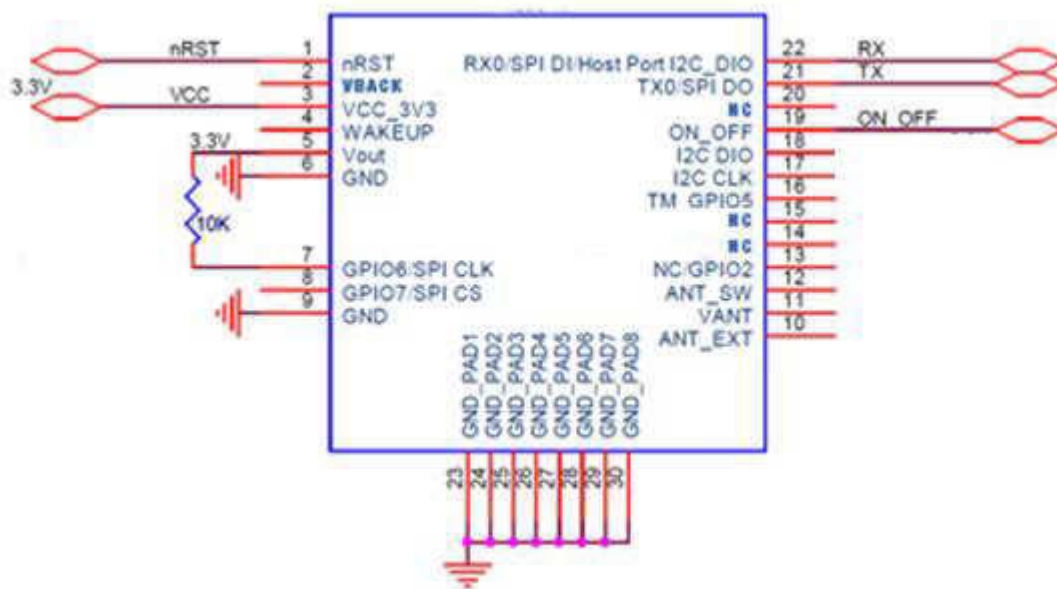 nRST 1 nRST RX0/SPI DI/Host Port I2C_DIO 22 RX
2 VBACK TX0/SPI DO 21 TX
3.3V VCC 3 VCC_3V3 NC 20
4 WAKEUP ON_OFF 19 ON_OFF
3.3V 5 Vout I2C DIO 18
6 GND I2C CLK 17
TM_GPIO5 16
10K NC 15
NC 14
7 GPIO6/SPI CLK NC/GPIO2 13
8 GPIO7/SPI CS ANT_SW 12
9 GND VANT 11
ANT_EXT 10
GND_PAD1 GND_PAD2 GND_PAD3 GND_PAD4 GND_PAD5 GND_PAD6 GND_PAD7 GND_PAD8
23 24 25 26 27 28 29 30